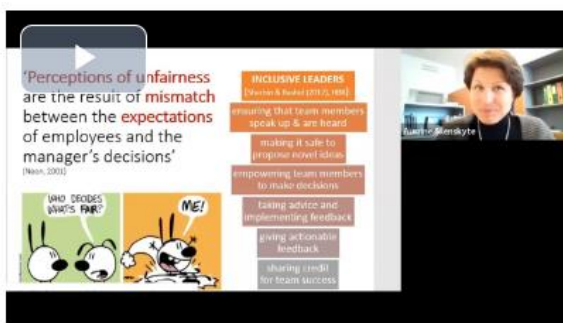 'Perceptions of unfairness
are the result of mismatch
between the expectations
of employees and the
manager's decisions'
(Noon, 2001)
WHO DECIDES
WHAT'S FAIR?
ME!
INCLUSIVE LEADERS
ensuring that team members
speak up & are heard
making it safe to
propose novel ideas
empowering team members
to make decisions
taking advice and
implementing feedback
giving actionable
feedback
sharing credit
for team success